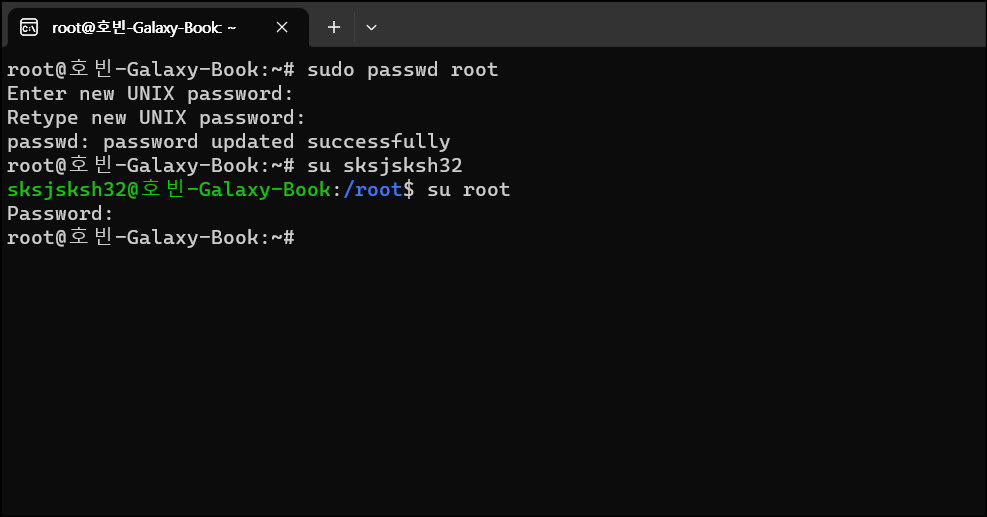 root@호빈-Galaxy-Book: ~
root@호빈-Galaxy-Book:~# sudo passwd root
Enter new UNIX password:
Retype new UNIX password:
passwd: password updated successfully
root@호빈-Galaxy-Book:~# su sksjsksh32
sksjsksh32@호빈-Galaxy-Book:/root$ su root
Password:
root@호빈-Galaxy-Book:~#